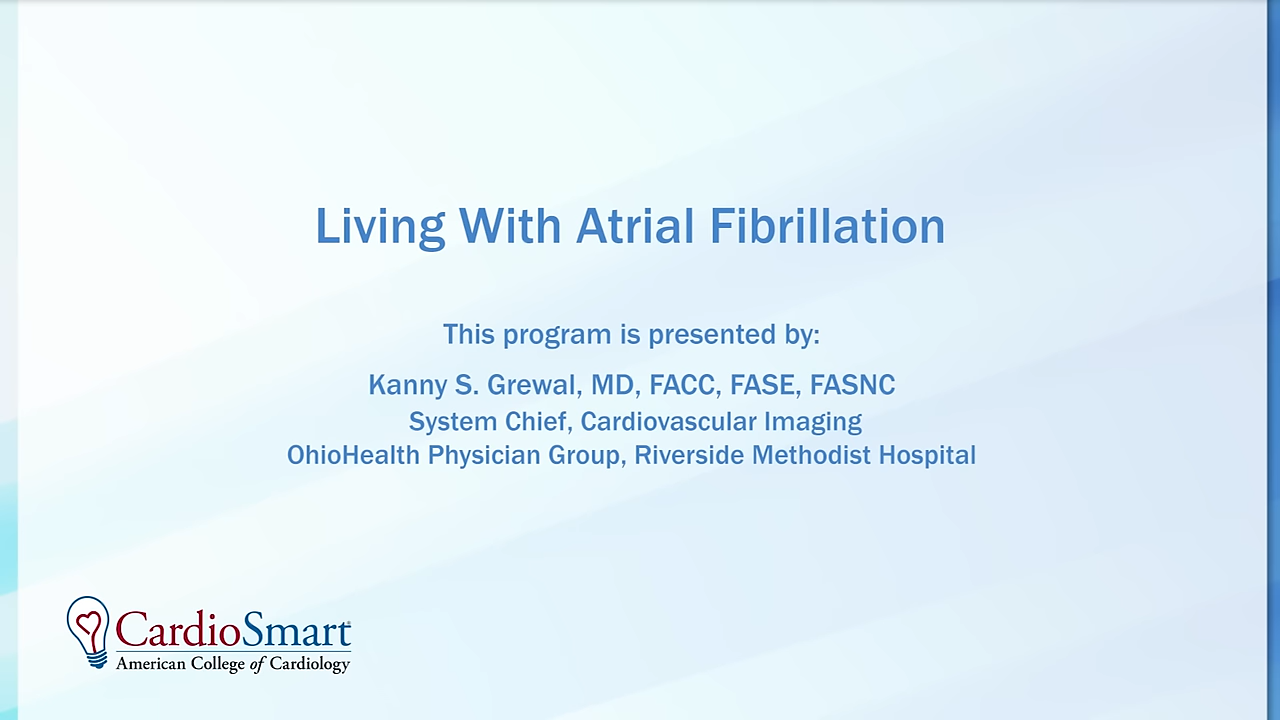 Living With Atrial Fibrillation
This program is presented by:
Kanny S. Grewal, MD, FACC, FASE, FASNC
System Chief, Cardiovascular Imaging
OhioHealth Physician Group, Riverside Methodist Hospital
CardioSmart®
American College of Cardiology